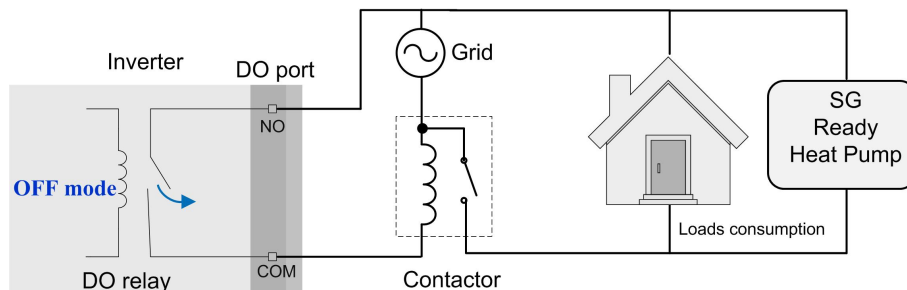 Inverter
DO port
Grid
NO
SG
Ready
Heat Pump
OFF mode
Loads consumption
COM
DO relay
Contactor